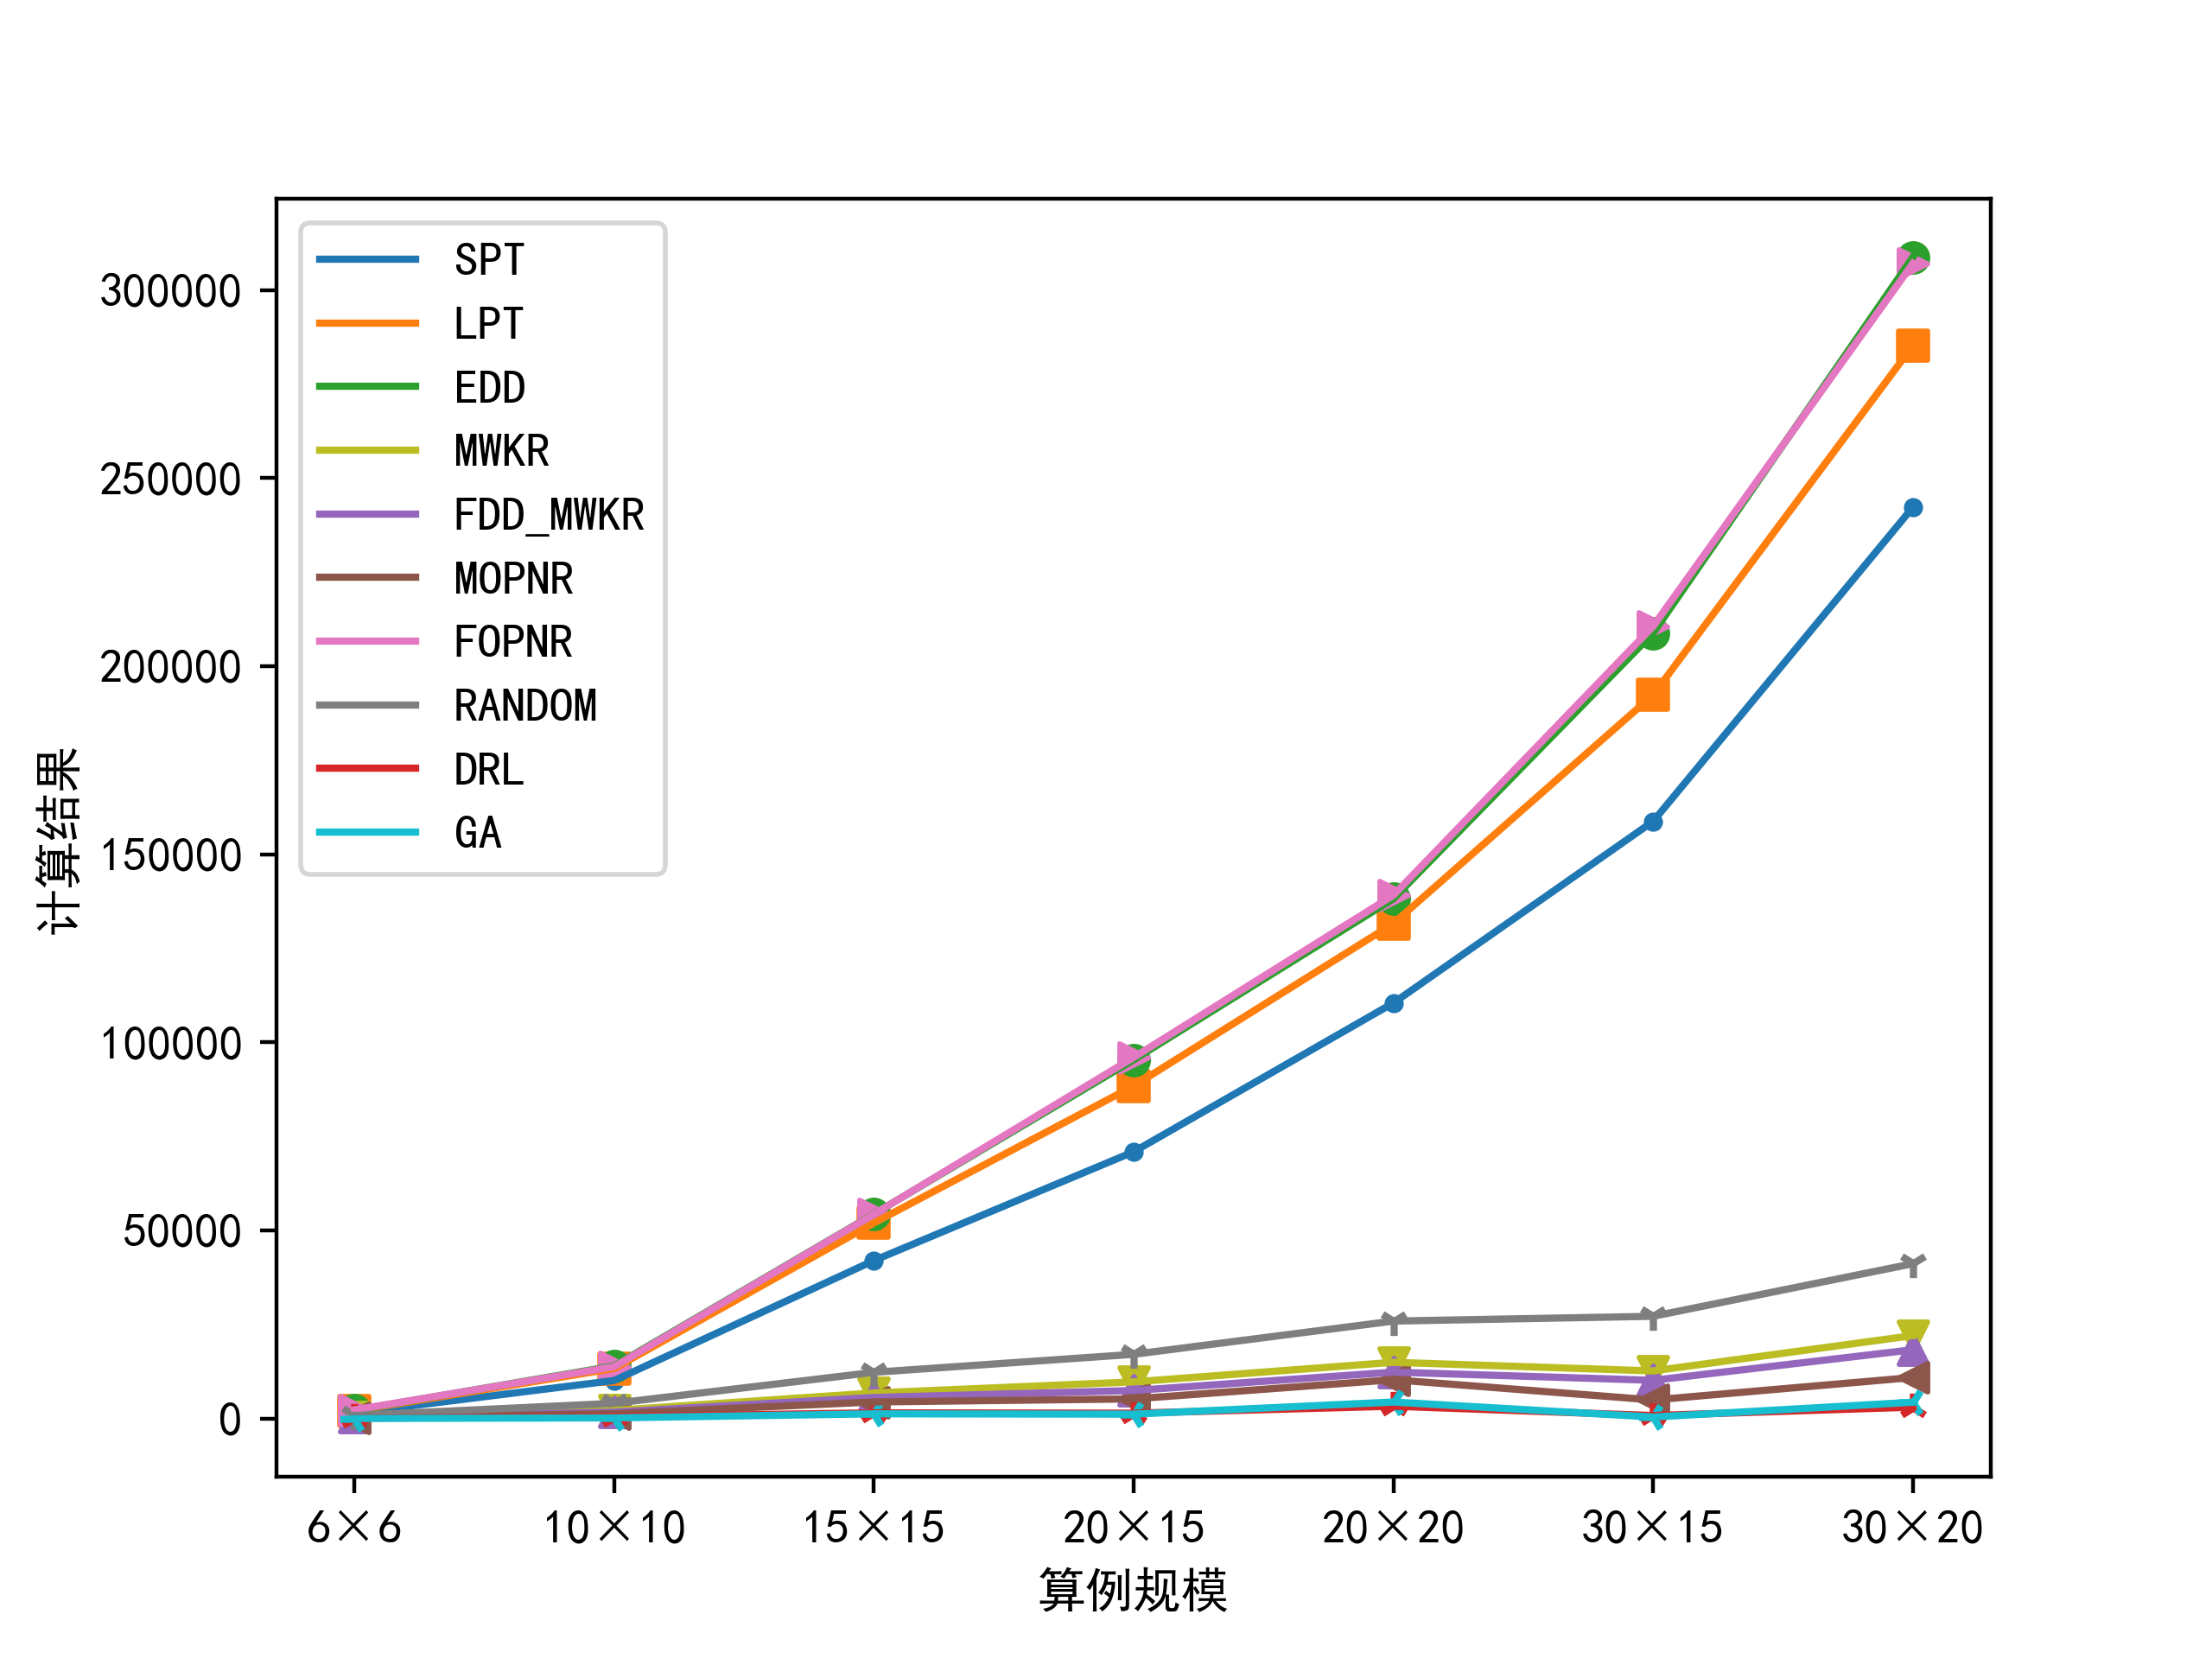 SPT
LPT
EDD
MWKR
FDD_MWKR
MOPNR
FOPNR
RANDOM
DRL
GA
300000
250000
200000
150000
100000
50000
0
计算结果
6×6 10×10 15×15 20×15 20×20 30×15 30×20
算例规模